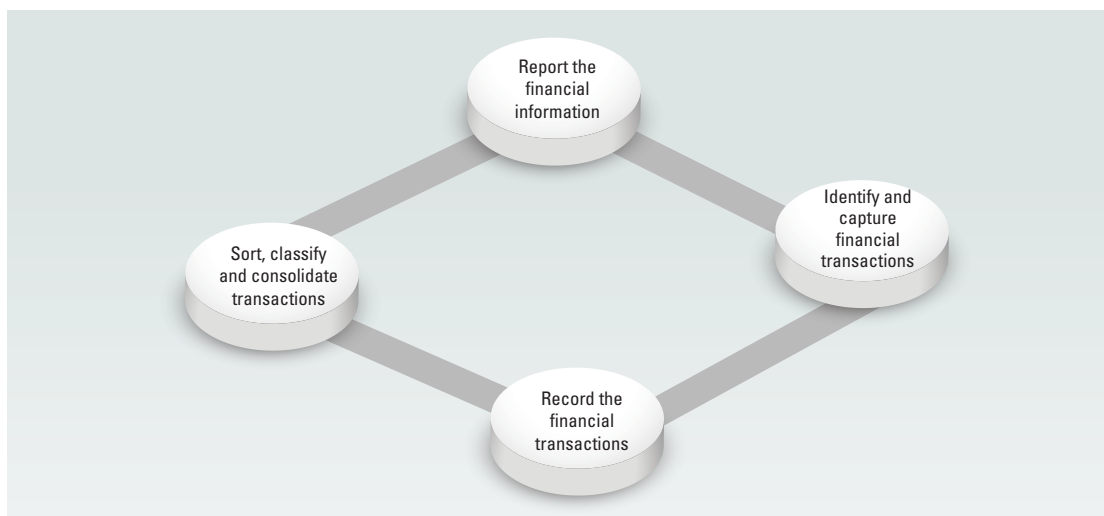 Report the
financial
information
Identify and
capture
financial
transactions
Sort, classify
and consolidate
transactions
Record the
financial
transactions